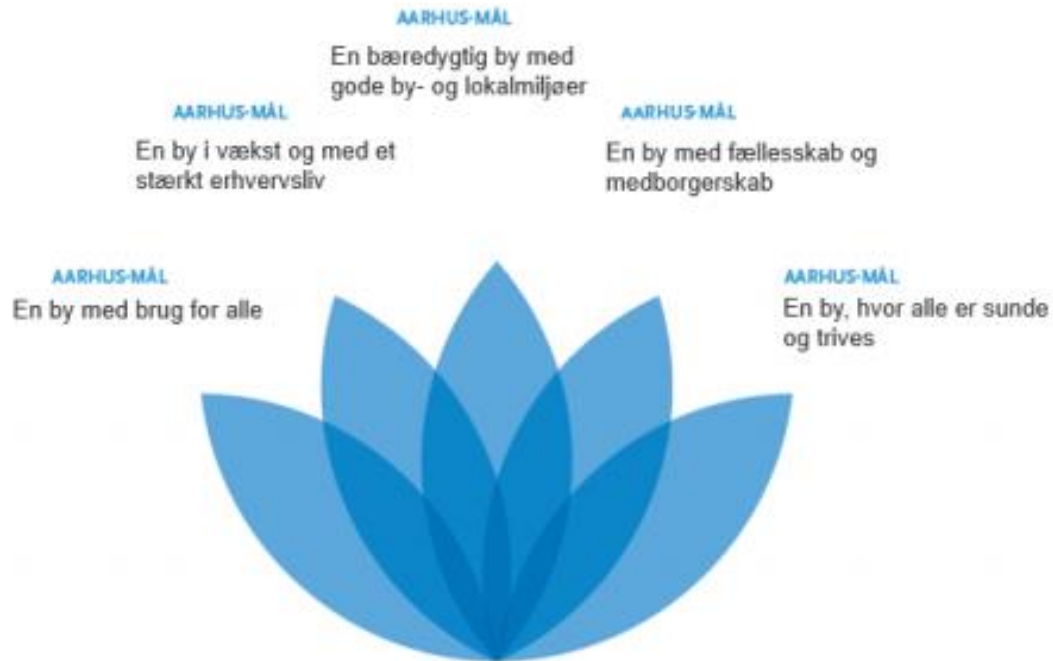 AARHUS-MÅL
En bæredygtig by med
gode by- og lokalmiljøer
AARHUS-MÅL
En by i vækst og med et
stærkt erhvervsliv
AARHUS-MÅL
En by med fællesskab og
medborgerskab
AARHUS-MÅL
En by med brug for alle
AARHUS-MÅL
En by, hvor alle er sunde
og trives